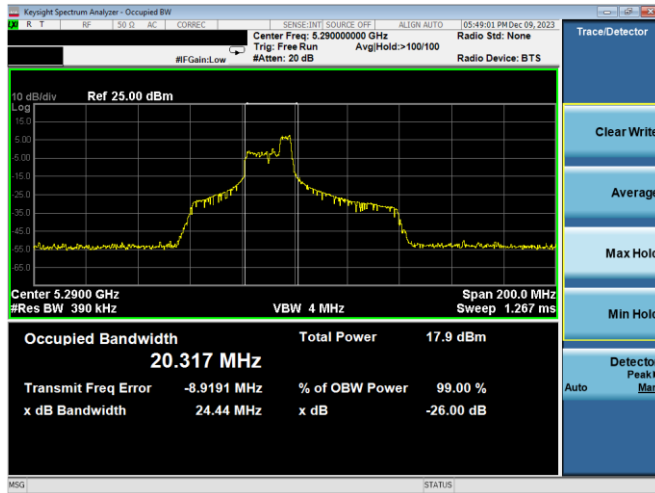 Keysight Spectrum Analyzer - Occupied BW
R T RF 50 Ω AC CORREC SENSE:INT SOURCE OFF ALIGN AUTO 05:49:01 PM Dec 09, 2023
Center Freq: 5.290000000 GHz Radio Std: None
Trig: Free Run Avg|Hold:>100/100
#IFGain:Low #Atten: 20 dB Radio Device: BTS
Trace/Detector
10 dB/div Ref 25.00 dBm
Log
15.0
5.00
-5.00
-15.0
-25.0
-35.0
-45.0
-55.0
-65.0
Center 5.2900 GHz Span 200.0 MHz
#Res BW 390 kHz VBW 4 MHz Sweep 1.267 ms
Occupied Bandwidth Total Power 17.9 dBm
20.317 MHz
Transmit Freq Error -8.9191 MHz % of OBW Power 99.00 %
x dB Bandwidth 24.44 MHz x dB -26.00 dB
Clear Write
Average
Max Hold
Min Hold
Detector
Peak
Auto Man
MSG STATUS